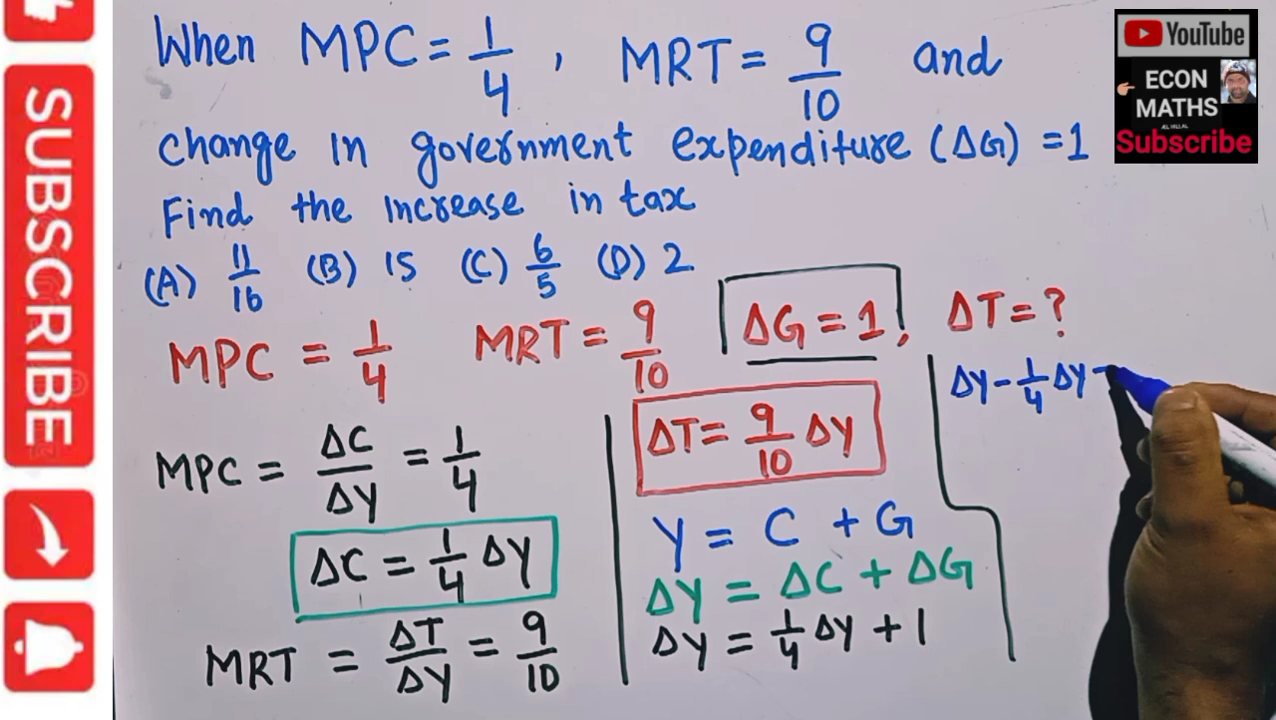 SUBSCRIBE
YouTube
ECON
MATHS
Subscribe
When MPC = 1/4, MRT = 9/10 and
change in government expenditure (ΔG) = 1
Find the increase in tax
(A) 11/16 (B) 15 (C) 6/5 (D) 2
MPC = 1/4 MRT = 9/10 ΔG = 1, ΔT = ?
MPC = ΔC/ΔY = 1/4
ΔC = 1/4 ΔY
MRT = ΔT/ΔY = 9/10
ΔT = 9/10 ΔY
Y = C + G
ΔY = ΔC + ΔG
ΔY = 1/4 ΔY + 1
ΔY - 1/4 ΔY -